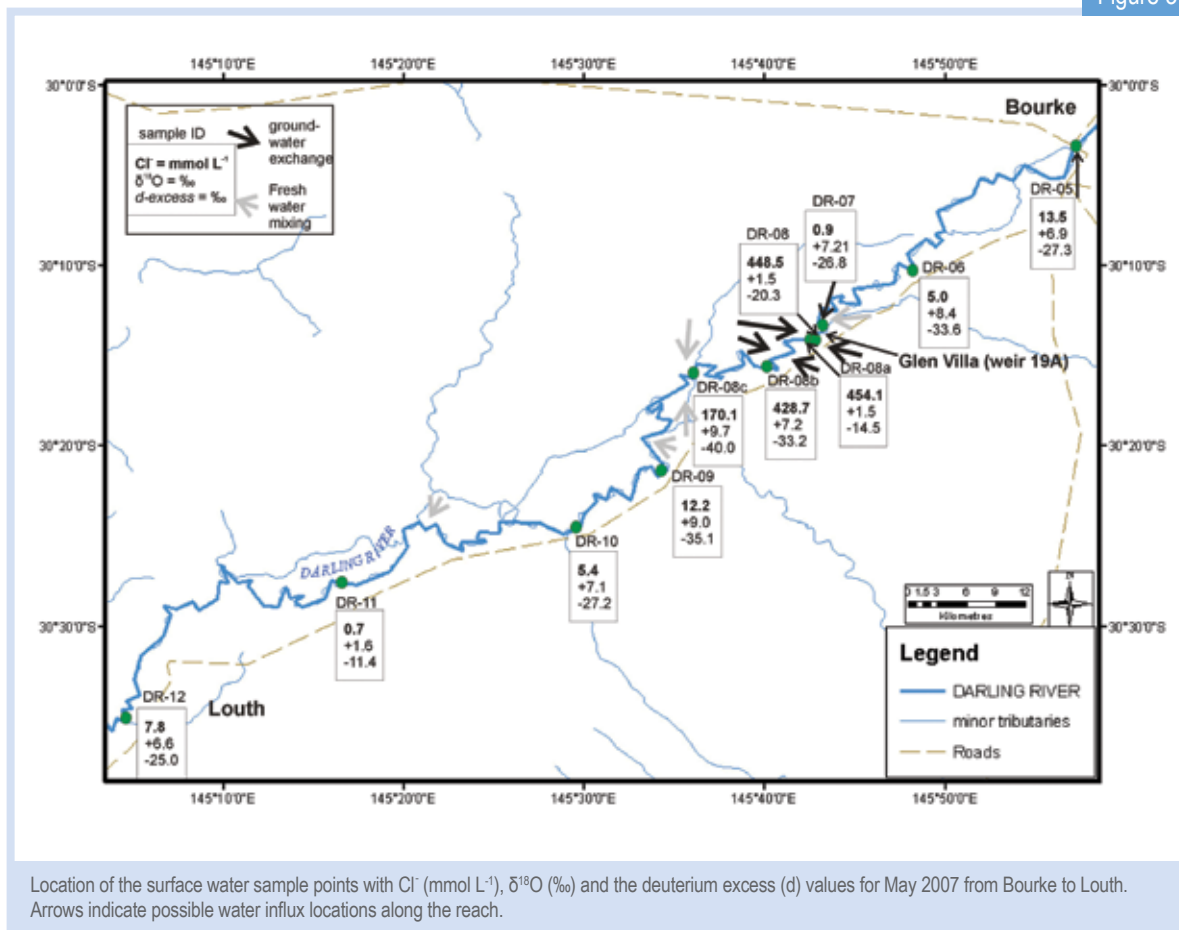 Figure
145°10'0"E 145°20'0"E 145°30'0"E 145°40'0"E 145°50'0"E
30°0'0"S 30°0'0"S
Bourke
sample ID
ground-
water
exchange
Cl⁻ = mmol L⁻¹
δ¹⁸O = ‰
d-excess = ‰
Fresh
water
mixing
DR-05
13.5
+6.9
-27.3
DR-07
0.9
+7.21
-26.8
DR-08
448.5
+1.5
-20.3
30°10'0"S 30°10'0"S
DR-06
5.0
+8.4
-33.6
Glen Villa (weir 19A)
DR-08a
454.1
+1.5
-14.5
DR-08b
428.7
+7.2
-33.2
DR-08c
170.1
+9.7
-40.0
30°20'0"S 30°20'0"S
DR-09
12.2
+9.0
-35.1
DR-10
5.4
+7.1
-27.2
DARLING RIVER
DR-11
0.7
+1.6
-11.4
30°30'0"S 30°30'0"S
DR-12
7.8
+6.6
-25.0
Louth
N
0 1.5 3 6 9 12
Kilometres
Legend
DARLING RIVER
minor tributaries
Roads
145°10'0"E 145°20'0"E 145°30'0"E 145°40'0"E 145°50'0"E
Location of the surface water sample points with Cl⁻ (mmol L⁻¹), δ¹⁸O (‰) and the deuterium excess (d) values for May 2007 from Bourke to Louth.
Arrows indicate possible water influx locations along the reach.